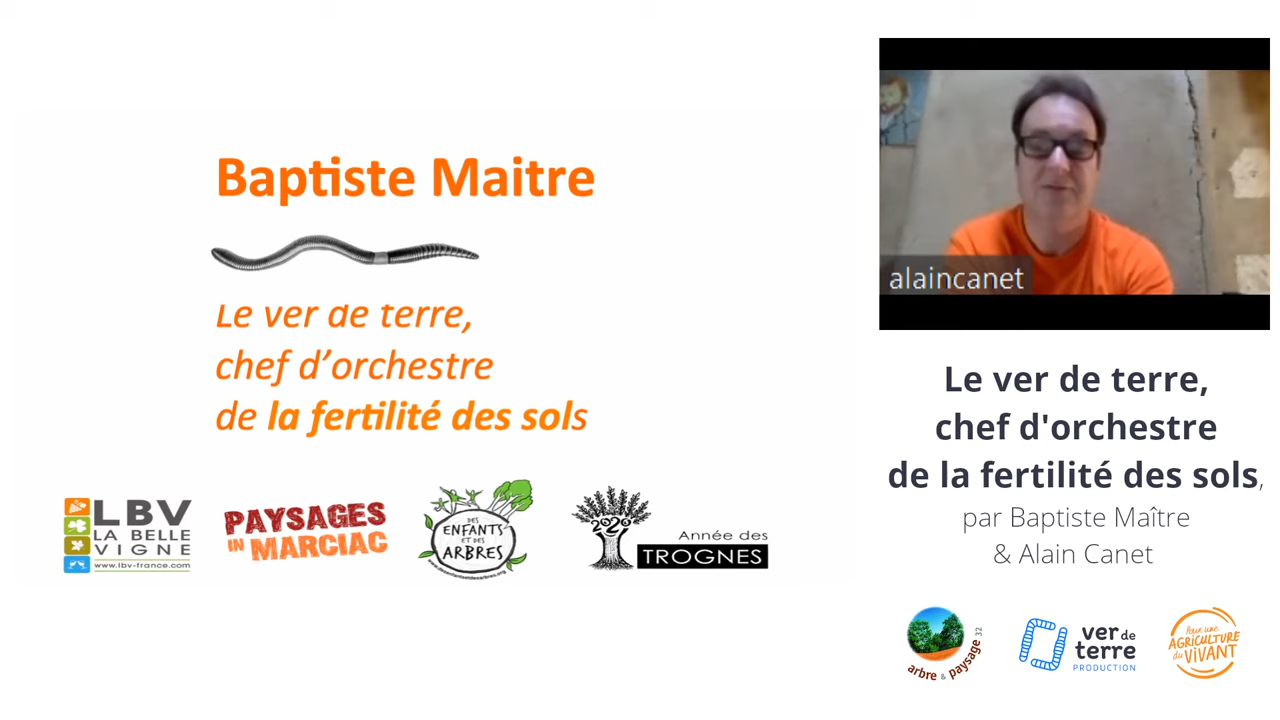 Baptiste Maitre
Le ver de terre,
chef d’orchestre
de la fertilité des sols
LBV
LA BELLE
VIGNE
www.lbv-france.com
PAYSAGES
IN MARCIAC
DES
ENFANTS
ET DES
ARBRES
2020
Année des
TROGNES
alaincanet
Le ver de terre,
chef d'orchestre
de la fertilité des sols,
par Baptiste Maître
& Alain Canet
arbre & paysage 32
ver de
terre
PRODUCTION
Pour une
AGRICULTURE
du VIVANT